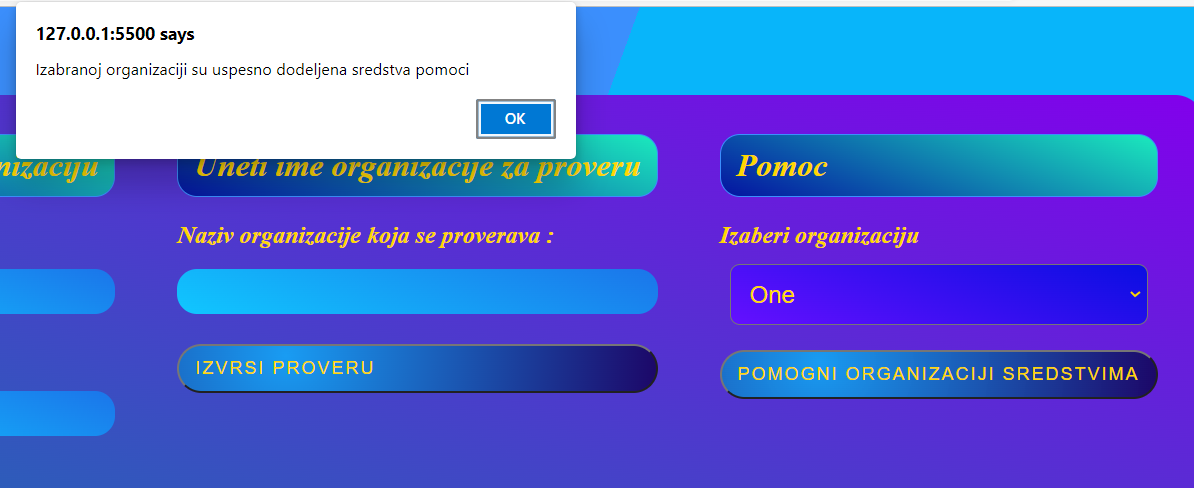 127.0.0.1:5500 says
Izabranoj organizaciji su uspesno dodeljena sredstva pomoci
OK
nizaciju
Uneti ime organizacije za proveru
Pomoc
Naziv organizacije koja se proverava :
Izaberi organizaciju
One
IZVRSI PROVERU
POMOGNI ORGANIZACIJI SREDSTVIMA